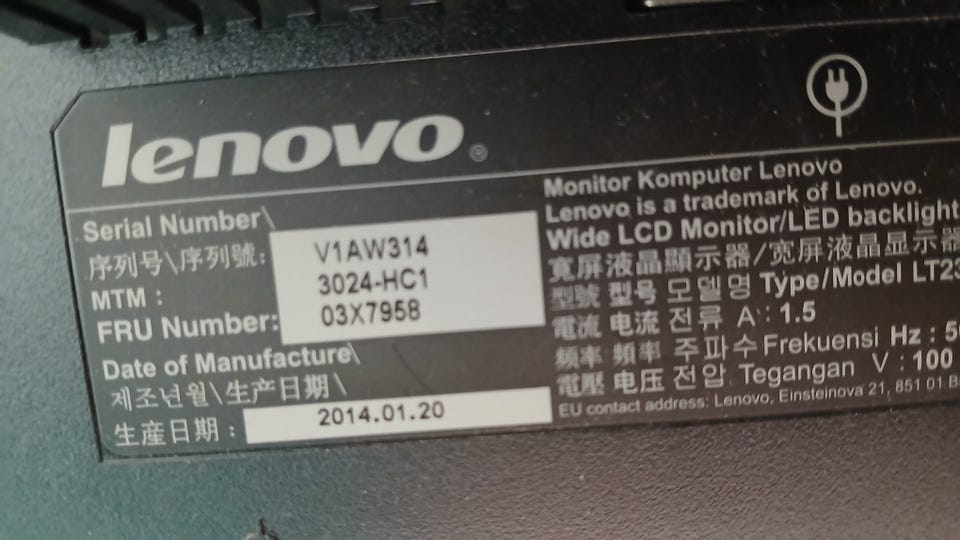 lenovo®
Serial Number\
序列号\序列號:
MTM :
FRU Number:
V1AW314
3024-HC1
03X7958
Date of Manufacture\
제조년월\生产日期\
生産日期 :
2014.01.20
Monitor Komputer Lenovo
Lenovo is a trademark of Lenovo.
Wide LCD Monitor/LED backlight
寬屏液晶顯示器/宽屏液晶显示器
型號 型号 모델명 Type/Model LT23
電流 电流 전류 A : 1.5
頻率 频率 주파수 Frekuensi Hz : 5
電壓 电压 전압 Tegangan V : 100
EU contact address: Lenovo, Einsteinova 21, 851 01 B